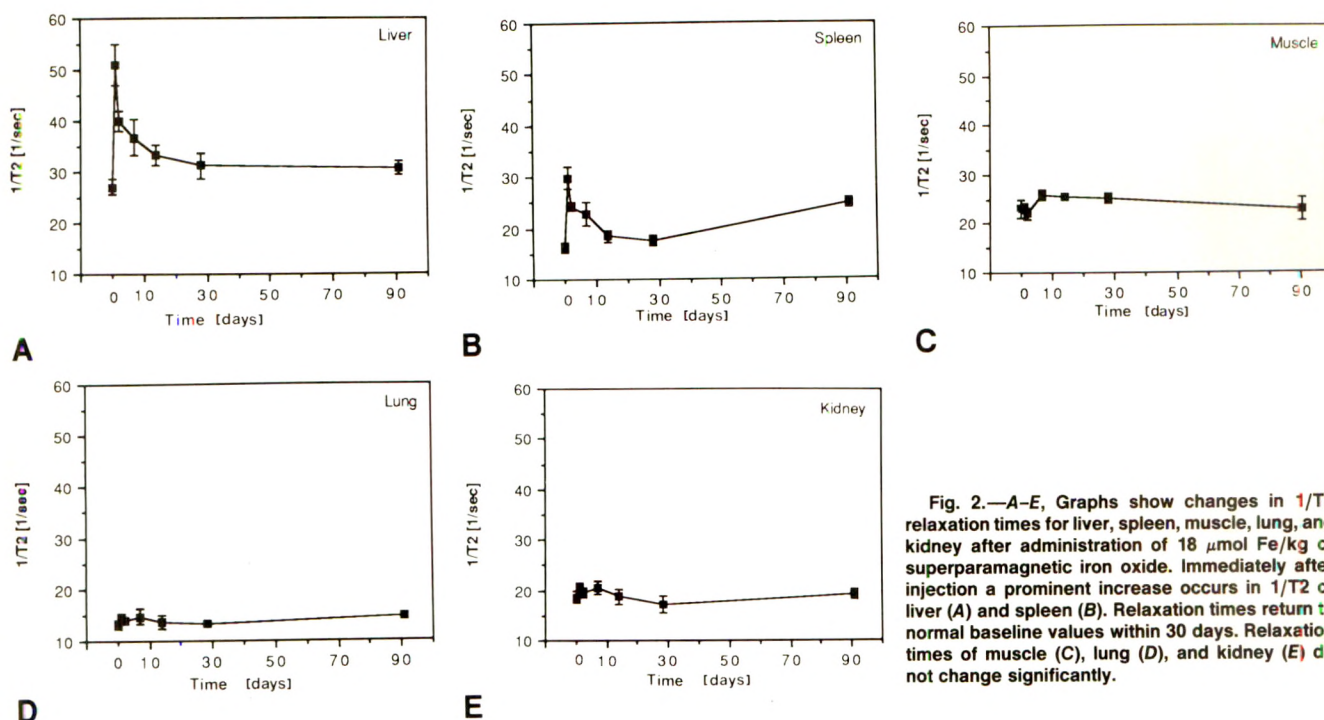 60
50
40
30
20
10
1/T2 [1/sec]
Liver
0 10 30 50 70 90
Time [days]
A
60
50
40
30
20
10
1/T2 [1/sec]
Spleen
0 10 30 50 70 90
Time [days]
B
60
50
40
30
20
10
1/T2 [1/sec]
Muscle
0 10 30 50 70 90
Time [days]
C
60
50
40
30
20
10
1/T2 [1/sec]
Lung
0 10 30 50 70 90
Time [days]
D
60
50
40
30
20
10
1/T2 [1/sec]
Kidney
0 10 30 50 70 90
Time [days]
E
Fig. 2.—A–E, Graphs show changes in 1/T
relaxation times for liver, spleen, muscle, lung, an
kidney after administration of 18 μmol Fe/kg o
superparamagnetic iron oxide. Immediately afte
injection a prominent increase occurs in 1/T2 o
liver (A) and spleen (B). Relaxation times return t
normal baseline values within 30 days. Relaxatio
times of muscle (C), lung (D), and kidney (E) d
not change significantly.